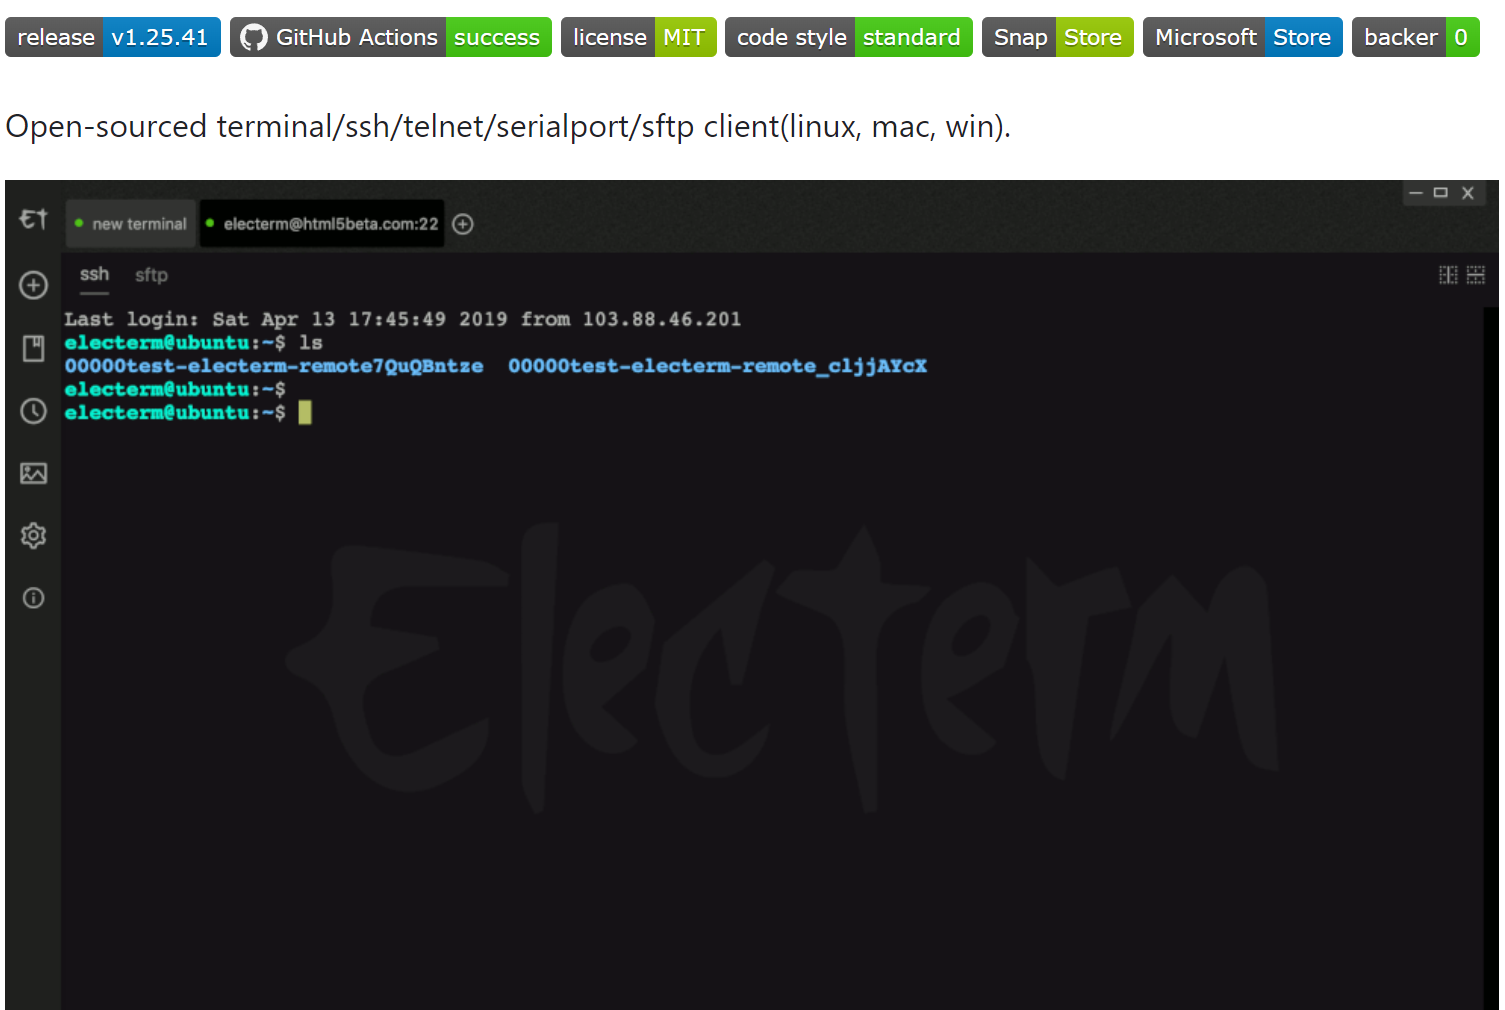 release v1.25.41 GitHub Actions success license MIT code style standard Snap Store Microsoft Store backer 0
Open-sourced terminal/ssh/telnet/serialport/sftp client(linux, mac, win).
new terminal electerm@html5beta.com:22
ssh sftp
Last login: Sat Apr 13 17:45:49 2019 from 103.88.46.201
electerm@ubuntu:~$ ls
00000test-electerm-remote7QuQBntze 00000test-electerm-remote_cljjAYcX
electerm@ubuntu:~$
electerm@ubuntu:~$
Electerm